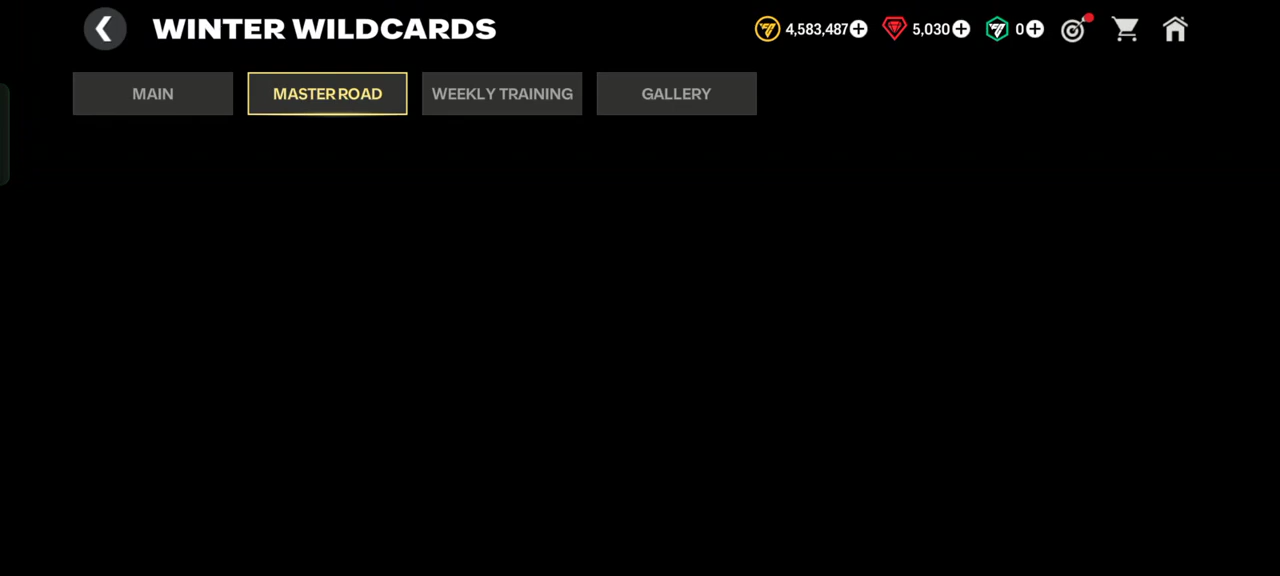 WINTER WILDCARDS
4,583,487
5,030
0
MAIN
MASTER ROAD
WEEKLY TRAINING
GALLERY